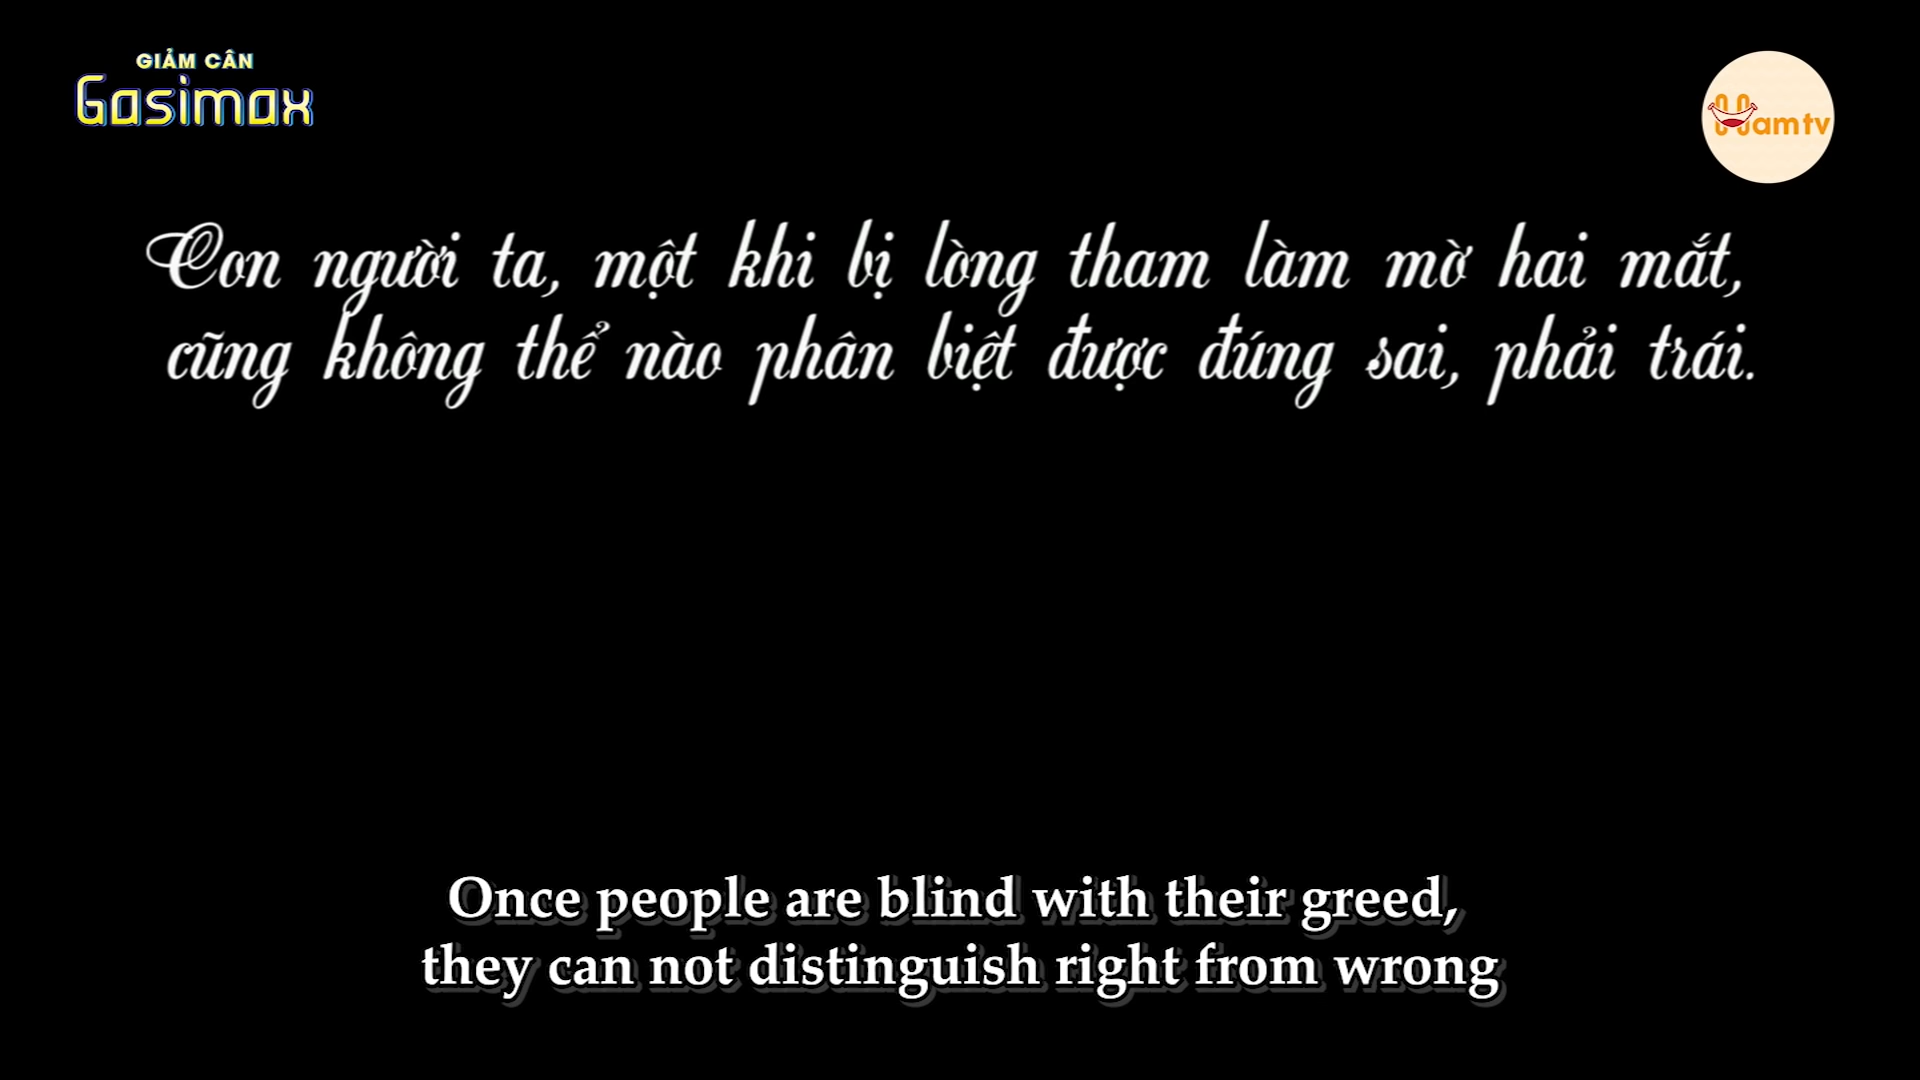 GIẢM CÂN
Gasimax
Hamtv
Con người ta, một khi bị lòng tham làm mờ hai mắt,
cũng không thể nào phân biệt được đúng sai, phải trái.
Once people are blind with their greed,
they can not distinguish right from wrong